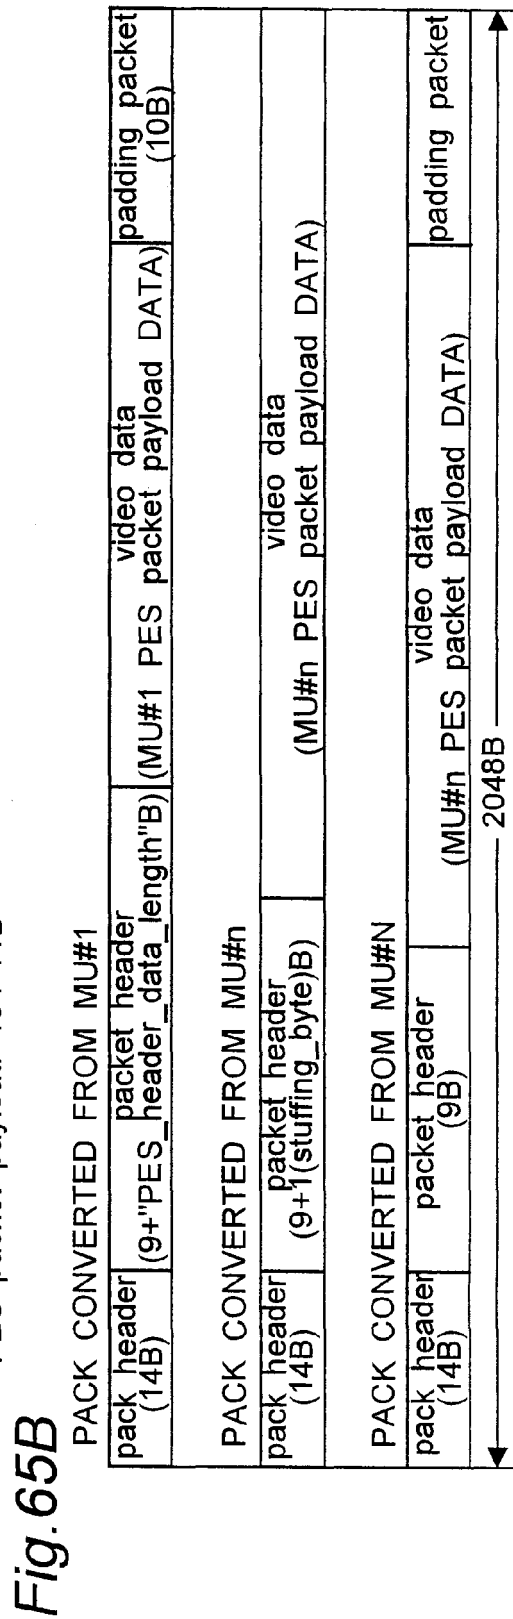 Fig.65B
PACK CONVERTED FROM MU#1
pack header
(14B)
packet header
(9+"PES_header_data_length"B)
video data
(MU#1 PES packet payload DATA)
padding packet
(10B)
PACK CONVERTED FROM MU#n
pack header
(14B)
packet header
(9+1(stuffing_byte)B)
video data
(MU#n PES packet payload DATA)
PACK CONVERTED FROM MU#N
pack header
(14B)
packet header
(9B)
video data
(MU#n PES packet payload DATA)
padding packet
2048B